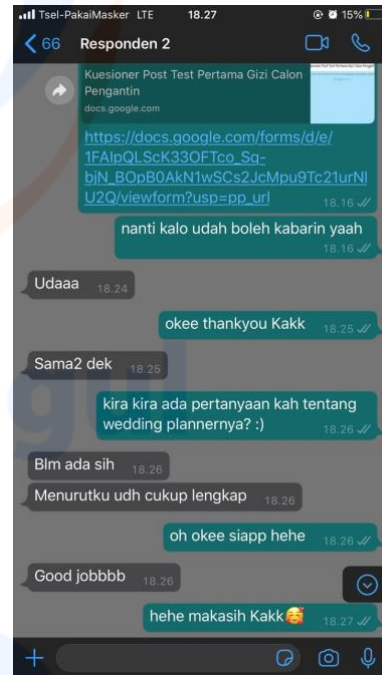 Tsel-PakaiMasker LTE 18.27 15%
66 Responden 2
Kuesioner Post Test Pertama Gizi Calon
Pengantin
docs.google.com
https://docs.google.com/forms/d/e/
1FAIpQLScK33OFTco_Sq-
bjN_BOpB0AkN1wSCs2JcMpu9Tc21urNl
U2Q/viewform?usp=pp_url 18.16
nanti kalo udah boleh kabarin yaah
18.16
Udaaa 18.24
okee thankyou Kakk 18.25
Sama2 dek 18.25
kira kira ada pertanyaan kah tentang
wedding plannernya? :) 18.26
Blm ada sih 18.26
Menurutku udh cukup lengkap 18.26
oh okee siapp hehe 18.26
Good jobbbb 18.26
hehe makasih Kakk🥰 18.27